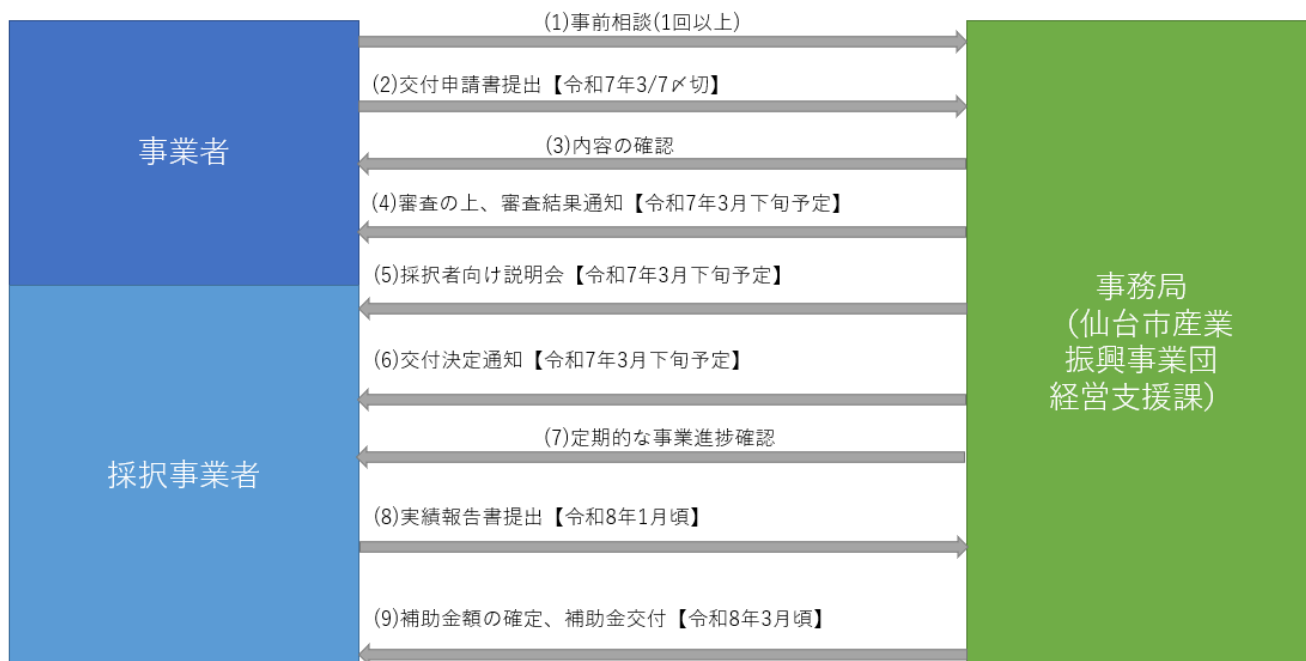 (1)事前相談(1回以上)
(2)交付申請書提出【令和7年3/7〆切】
事業者
(3)内容の確認
(4)審査の上、審査結果通知【令和7年3月下旬予定】
(5)採択者向け説明会【令和7年3月下旬予定】
事務局
（仙台市産業
振興事業団
経営支援課）
(6)交付決定通知【令和7年3月下旬予定】
(7)定期的な事業進捗確認
採択事業者
(8)実績報告書提出【令和8年1月頃】
(9)補助金額の確定、補助金交付【令和8年3月頃】